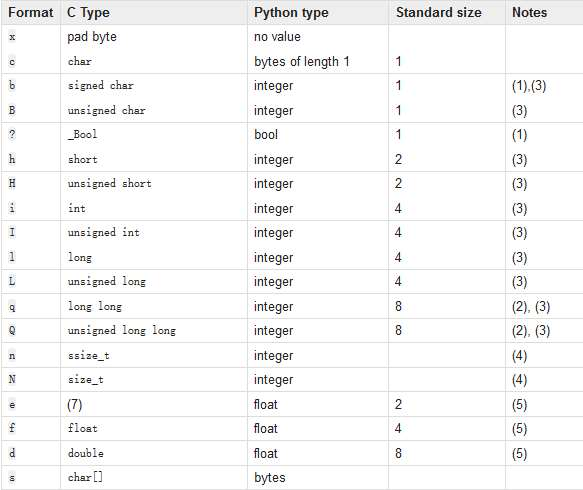 Format C Type Python type Standard size Notes
x pad byte no value
c char bytes of length 1 1
b signed char integer 1 (1),(3)
B unsigned char integer 1 (3)
? _Bool bool 1 (1)
h short integer 2 (3)
H unsigned short integer 2 (3)
i int integer 4 (3)
I unsigned int integer 4 (3)
l long integer 4 (3)
L unsigned long integer 4 (3)
q long long integer 8 (2), (3)
Q unsigned long long integer 8 (2), (3)
n ssize_t integer (4)
N size_t integer (4)
e (7) float 2 (5)
f float float 4 (5)
d double float 8 (5)
s char[] bytes